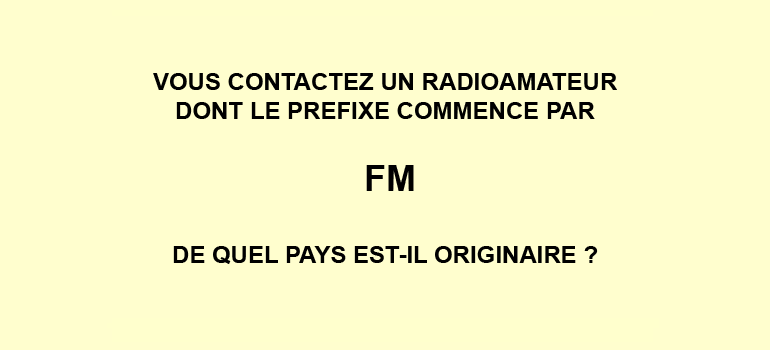 VOUS CONTACTEZ UN RADIOAMATEUR
DONT LE PREFIXE COMMENCE PAR
FM
DE QUEL PAYS EST-IL ORIGINAIRE ?